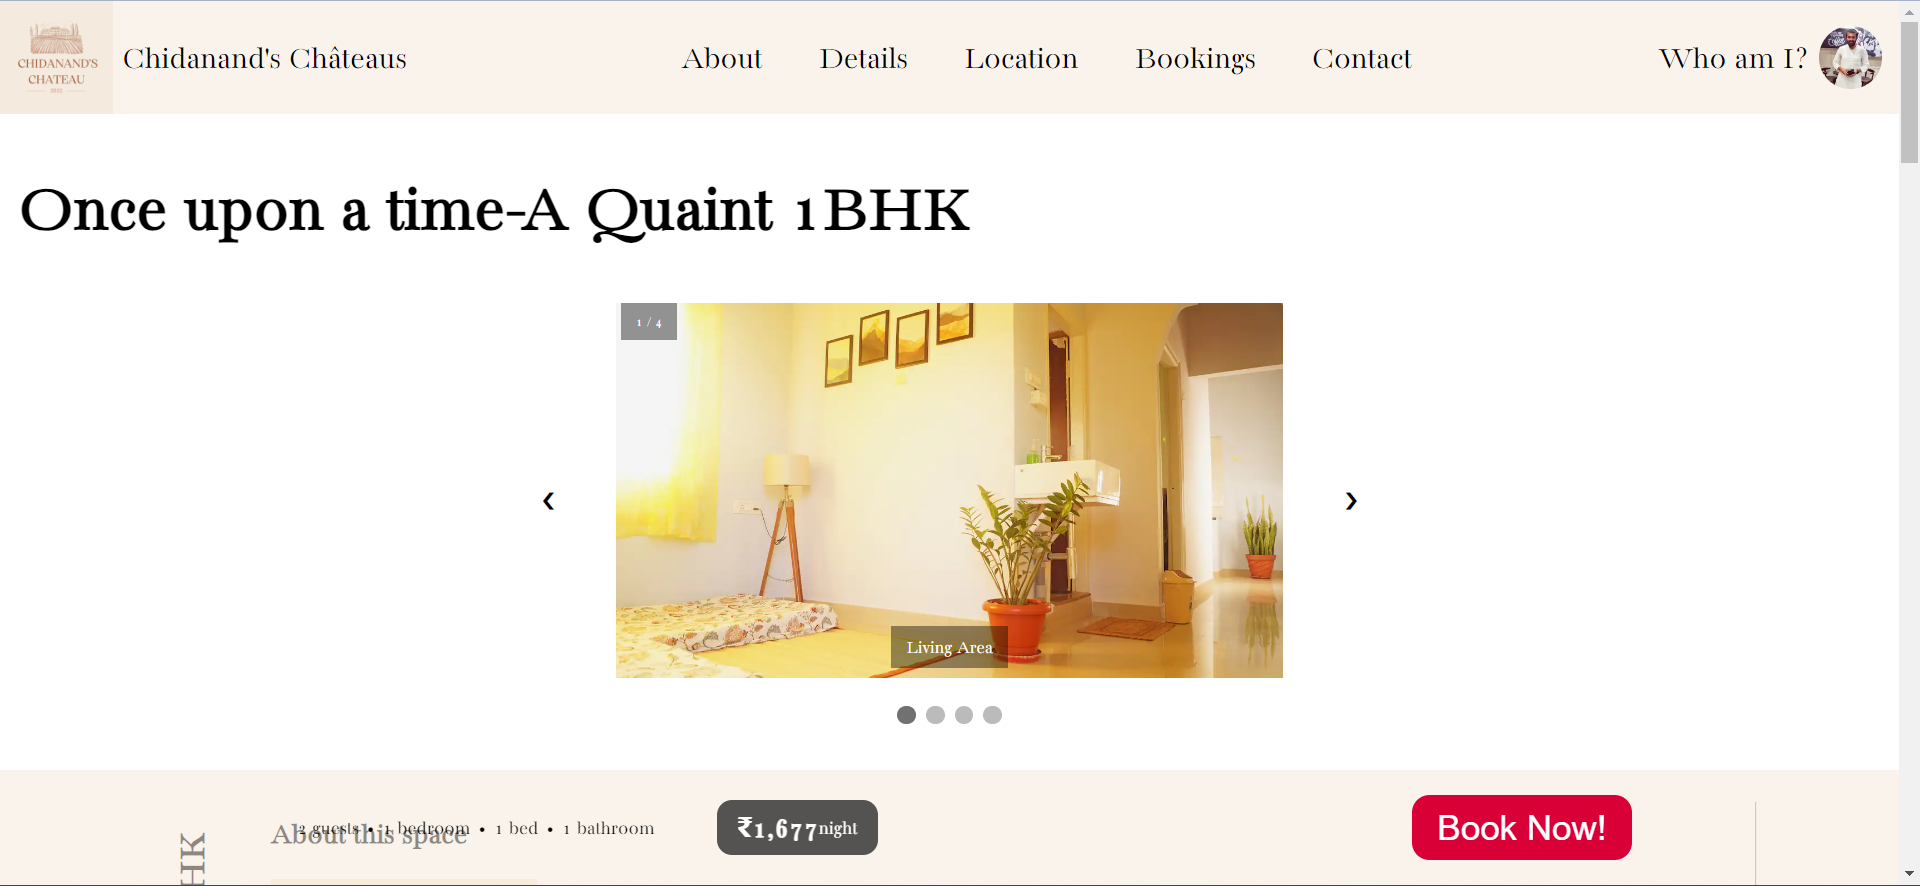 CHIDANAND'S
CHATEAU
Chidanand's Châteaus
About
Details
Location
Bookings
Contact
Who am I?
Once upon a time-A Quaint 1BHK
1 / 4
❮
❯
Living Area
About this space
2 guests • 1 bedroom • 1 bed • 1 bathroom
₹1,677night
Book Now!
HK